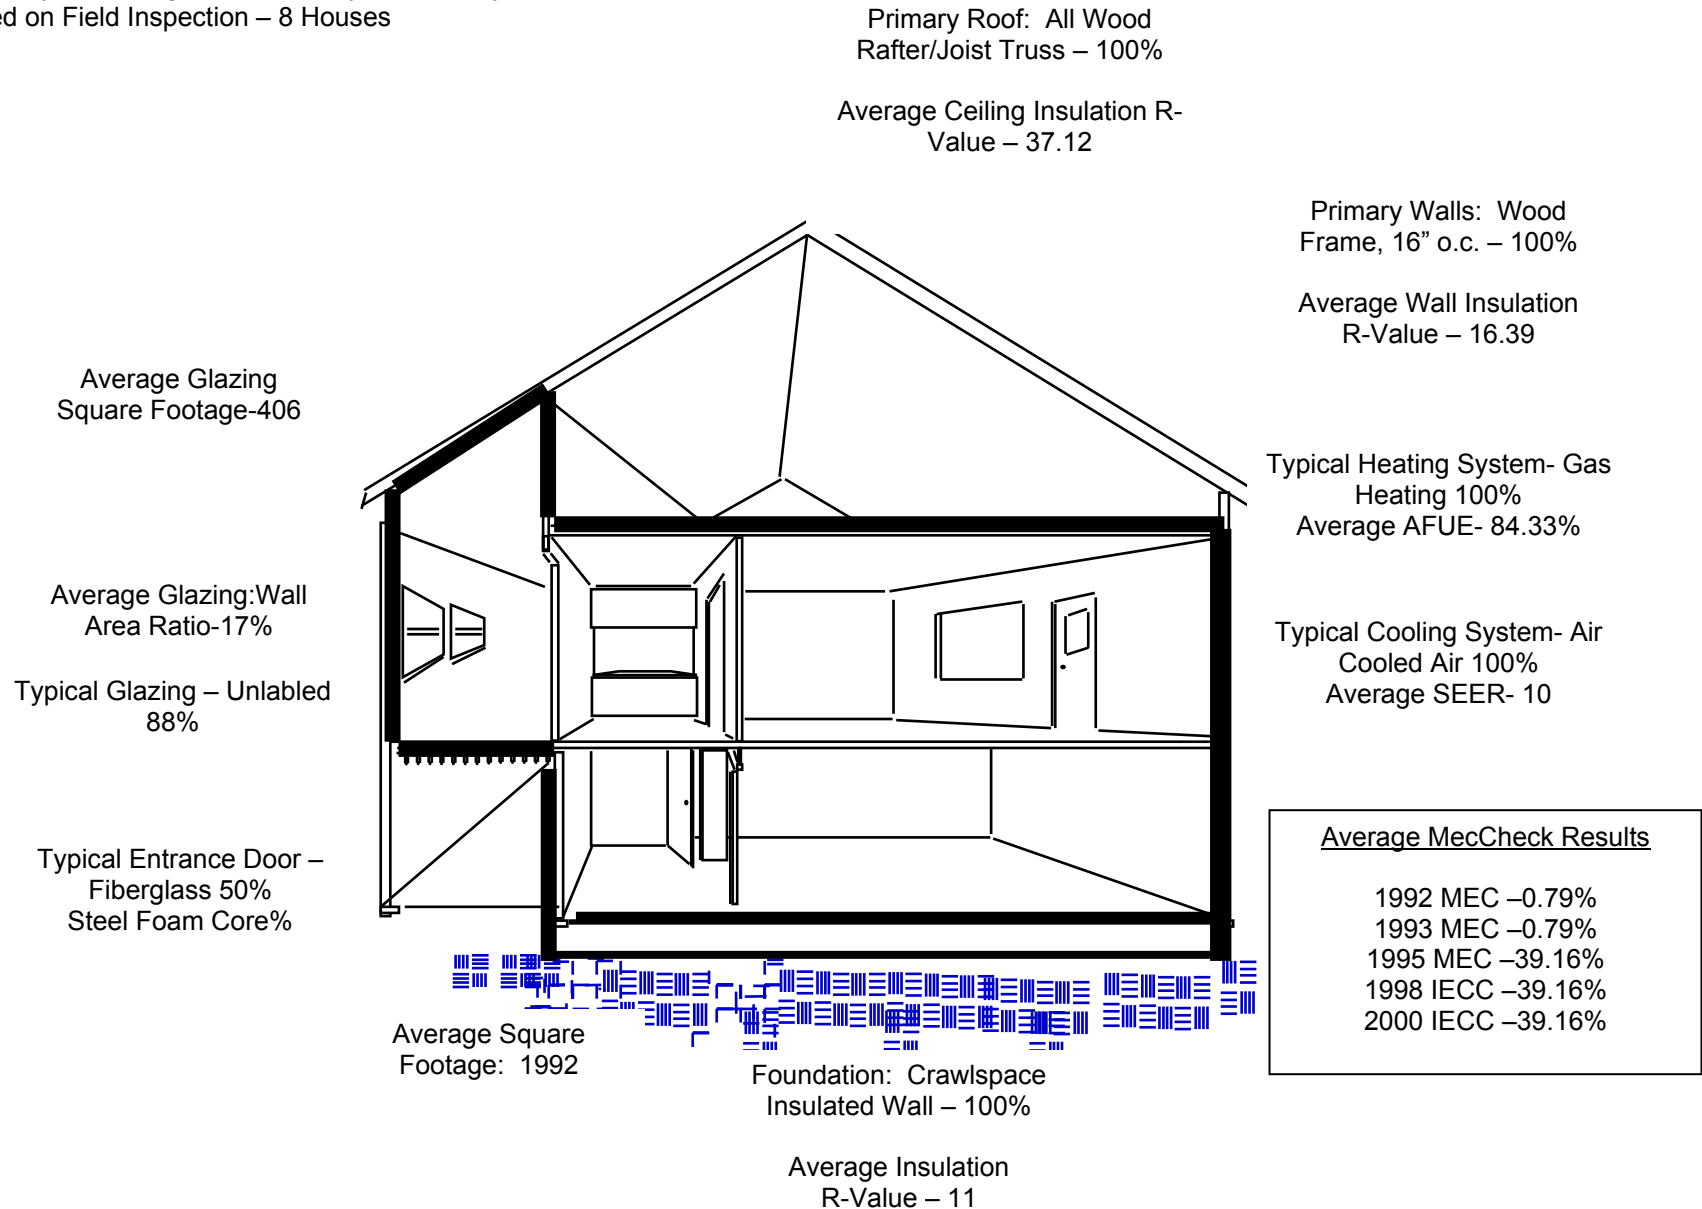 ed on Field Inspection – 8 Houses
Primary Roof:  All Wood
Rafter/Joist Truss – 100%
Average Ceiling Insulation R-
Value – 37.12
Primary Walls:  Wood
Frame, 16” o.c. – 100%
Average Wall Insulation
R-Value – 16.39
Average Glazing
Square Footage-406
Typical Heating System- Gas
Heating 100%
Average AFUE- 84.33%
Average Glazing:Wall
Area Ratio-17%
Typical Glazing – Unlabled
88%
Typical Cooling System- Air
Cooled Air 100%
Average SEER- 10
Typical Entrance Door –
Fiberglass 50%
Steel Foam Core%
Average MecCheck Results
1992 MEC –0.79%
1993 MEC –0.79%
1995 MEC –39.16%
1998 IECC –39.16%
2000 IECC –39.16%
Average Square
Footage:  1992
Foundation:  Crawlspace
Insulated Wall – 100%
Average Insulation
R-Value – 11